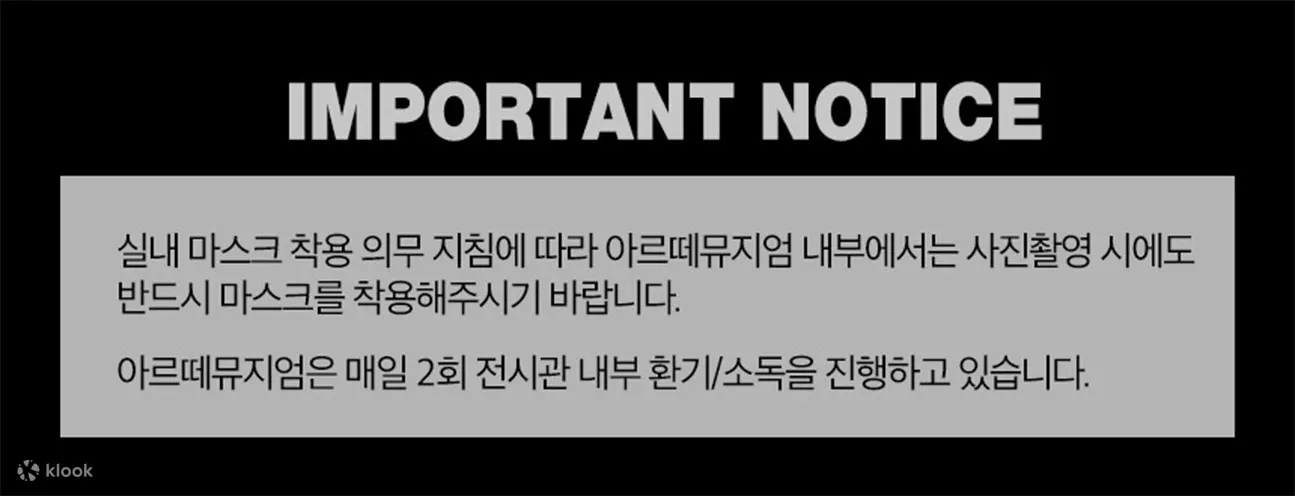 IMPORTANT NOTICE
실내 마스크 착용 의무 지침에 따라 아르떼뮤지엄 내부에서는 사진촬영 시에도
반드시 마스크를 착용해주시기 바랍니다.
아르떼뮤지엄은 매일 2회 전시관 내부 환기/소독을 진행하고 있습니다.
klook